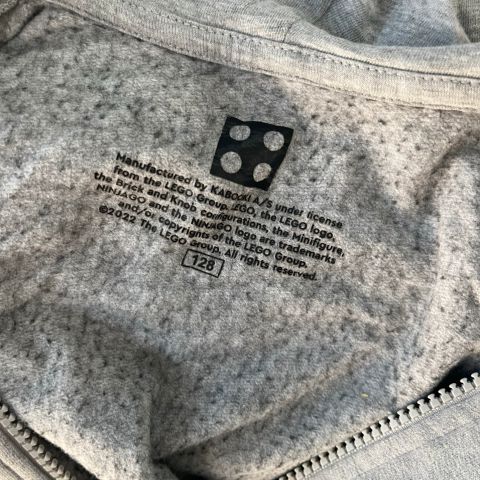 Manufactured by KABOOKI A/S under license
from the LEGO Group. LEGO, the LEGO logo,
the Brick and Knob configurations, the Minifigure,
NINJAGO and the NINJAGO logo are trademarks
and/or copyrights of the LEGO Group.
©2022 The LEGO Group. All rights reserved.
128